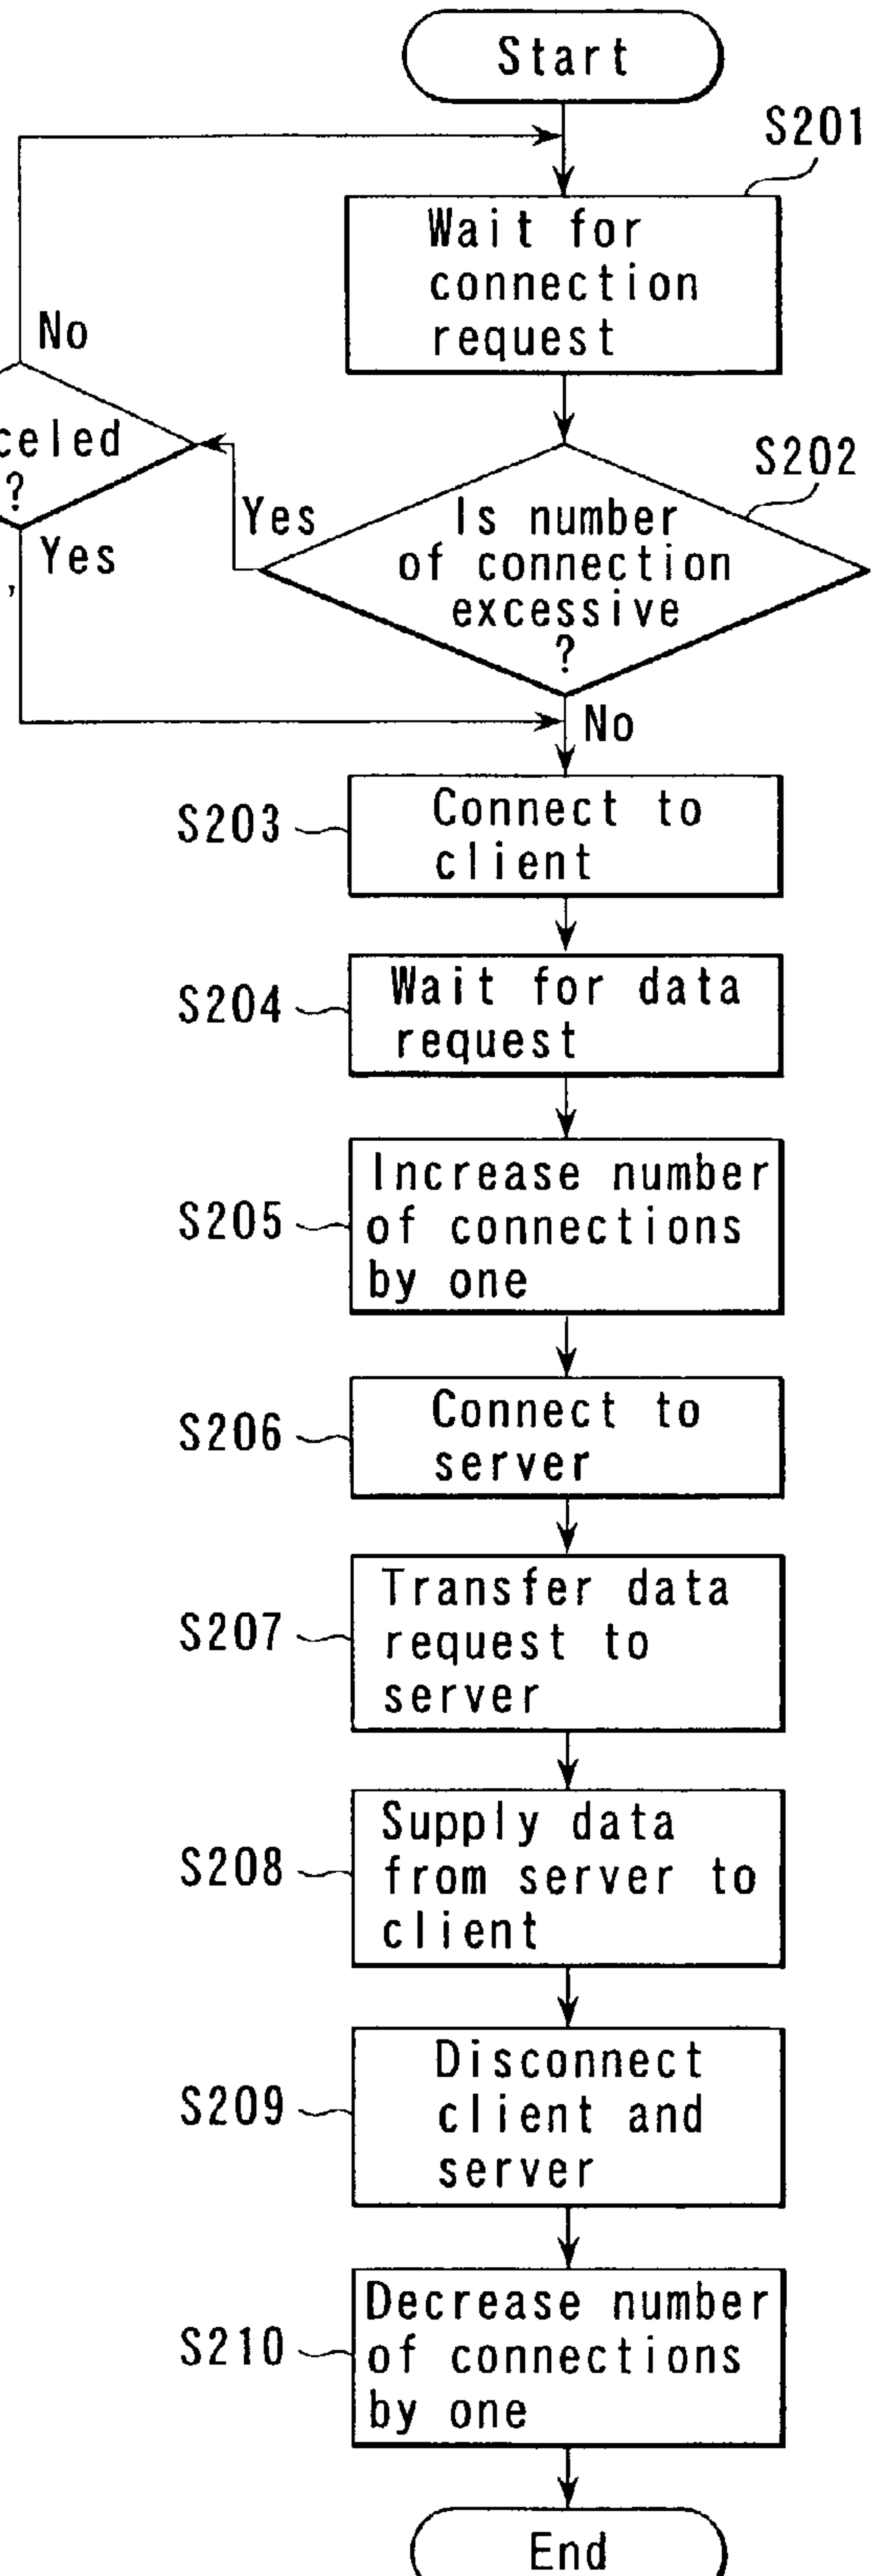 Start
S201
Wait for
connection
request
No
celed
?
Yes
,
S202
Yes
Is number
of connection
excessive
?
No
S203
Connect to
client
S204
Wait for data
request
S205
Increase number
of connections
by one
S206
Connect to
server
S207
Transfer data
request to
server
S208
Supply data
from server to
client
S209
Disconnect
client and
server
S210
Decrease number
of connections
by one
End